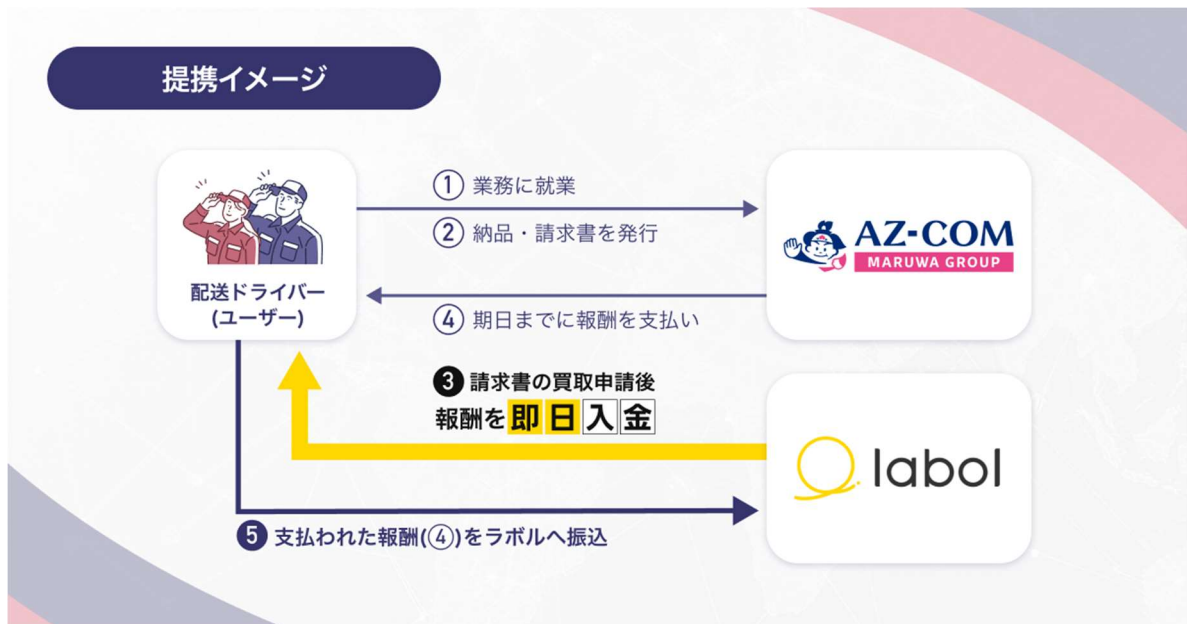 提携イメージ
① 業務に就業
② 納品・請求書を発行
AZ-COM
MARUWA GROUP
配送ドライバー
(ユーザー)
④ 期日までに報酬を支払い
❸ 請求書の買取申請後
報酬を即日入金
labol
❺ 支払われた報酬(④)をラボルへ振込